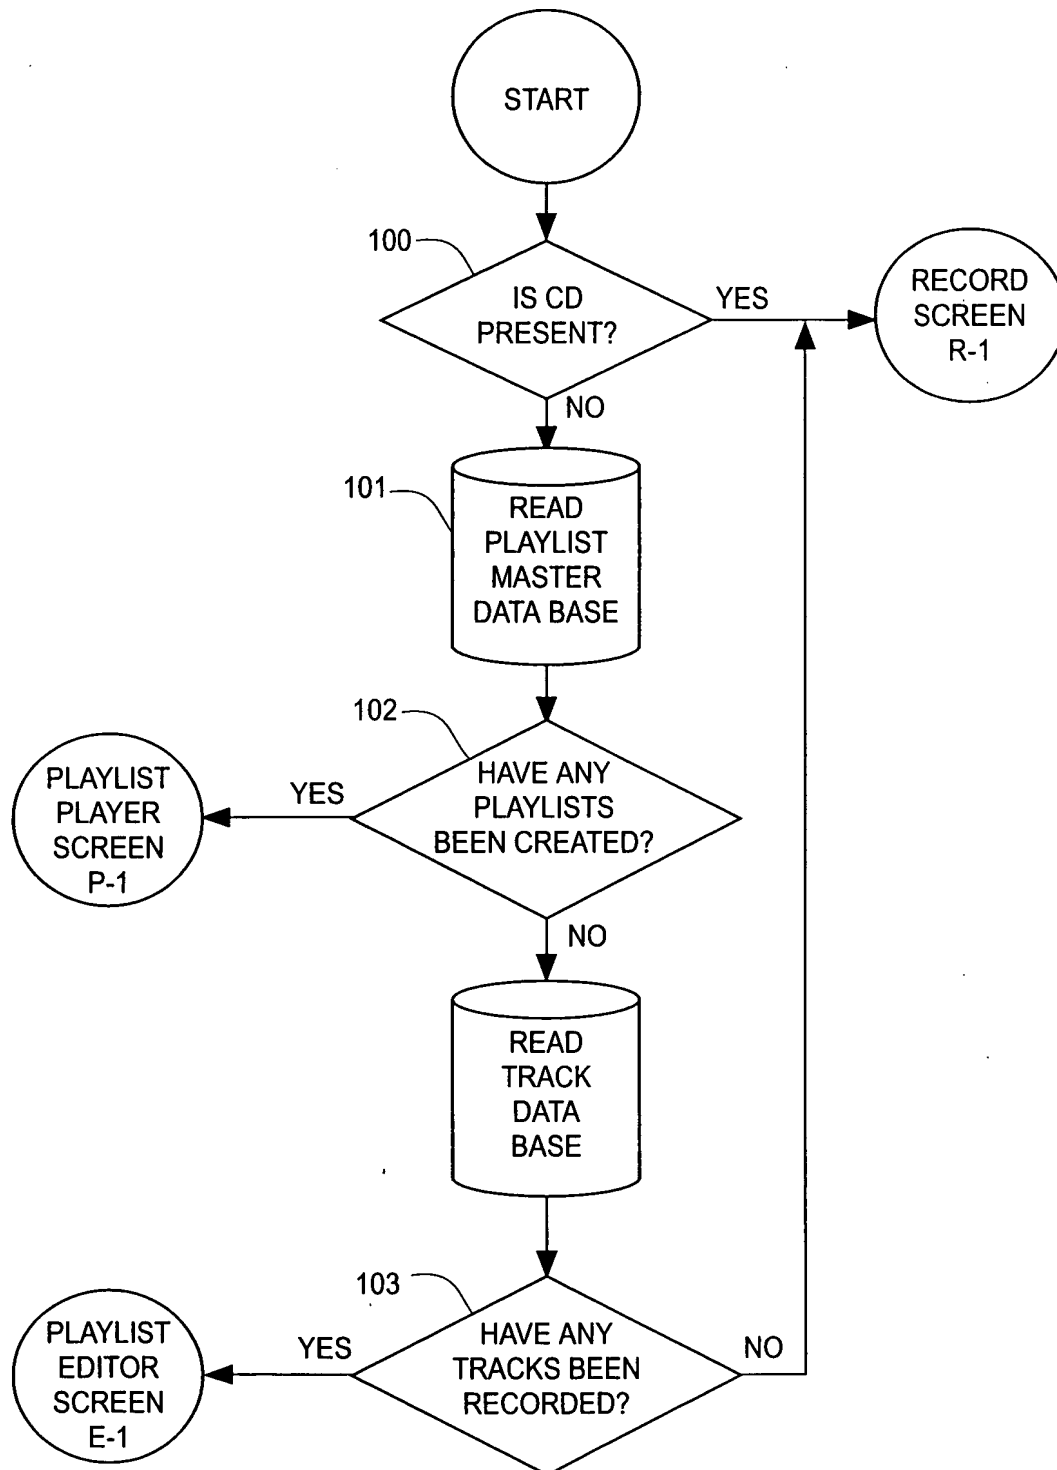 START
100
IS CD
PRESENT?
YES
RECORD
SCREEN
R-1
NO
101
READ
PLAYLIST
MASTER
DATA BASE
102
HAVE ANY
PLAYLISTS
BEEN CREATED?
YES
PLAYLIST
PLAYER
SCREEN
P-1
NO
READ
TRACK
DATA
BASE
103
HAVE ANY
TRACKS BEEN
RECORDED?
YES
NO
PLAYLIST
EDITOR
SCREEN
E-1